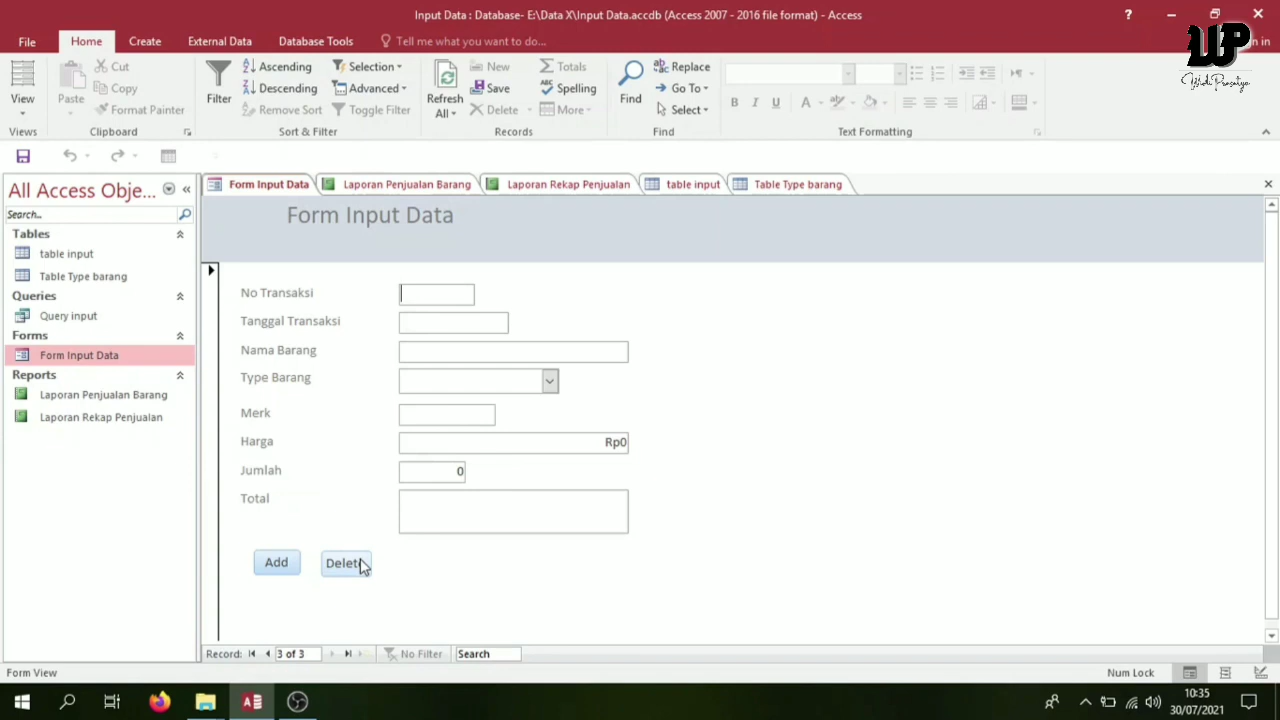 Input Data : Database- E:\Data X\Input Data.accdb (Access 2007 - 2016 file format) - Access
?
File Home Create External Data Database Tools Tell me what you want to do... in
UP
View
Views
Paste
Cut
Copy
Format Painter
Clipboard
Filter
Ascending
Descending
Remove Sort
Selection
Advanced
Toggle Filter
Sort & Filter
Refresh All
New
Save
Delete
Totals
Spelling
More
Records
Find
Replace
Go To
Select
Find
B I U A
Text Formatting
All Access Obje...
Search...
Tables
table input
Table Type barang
Queries
Query input
Forms
Form Input Data
Reports
Laporan Penjualan Barang
Laporan Rekap Penjualan
Form Input Data Laporan Penjualan Barang Laporan Rekap Penjualan table input Table Type barang
Form Input Data
No Transaksi
Tanggal Transaksi
Nama Barang
Type Barang
Merk
Harga Rp0
Jumlah 0
Total
Add Delete
Record: 3 of 3 No Filter Search
Form View Num Lock
10:35
30/07/2021